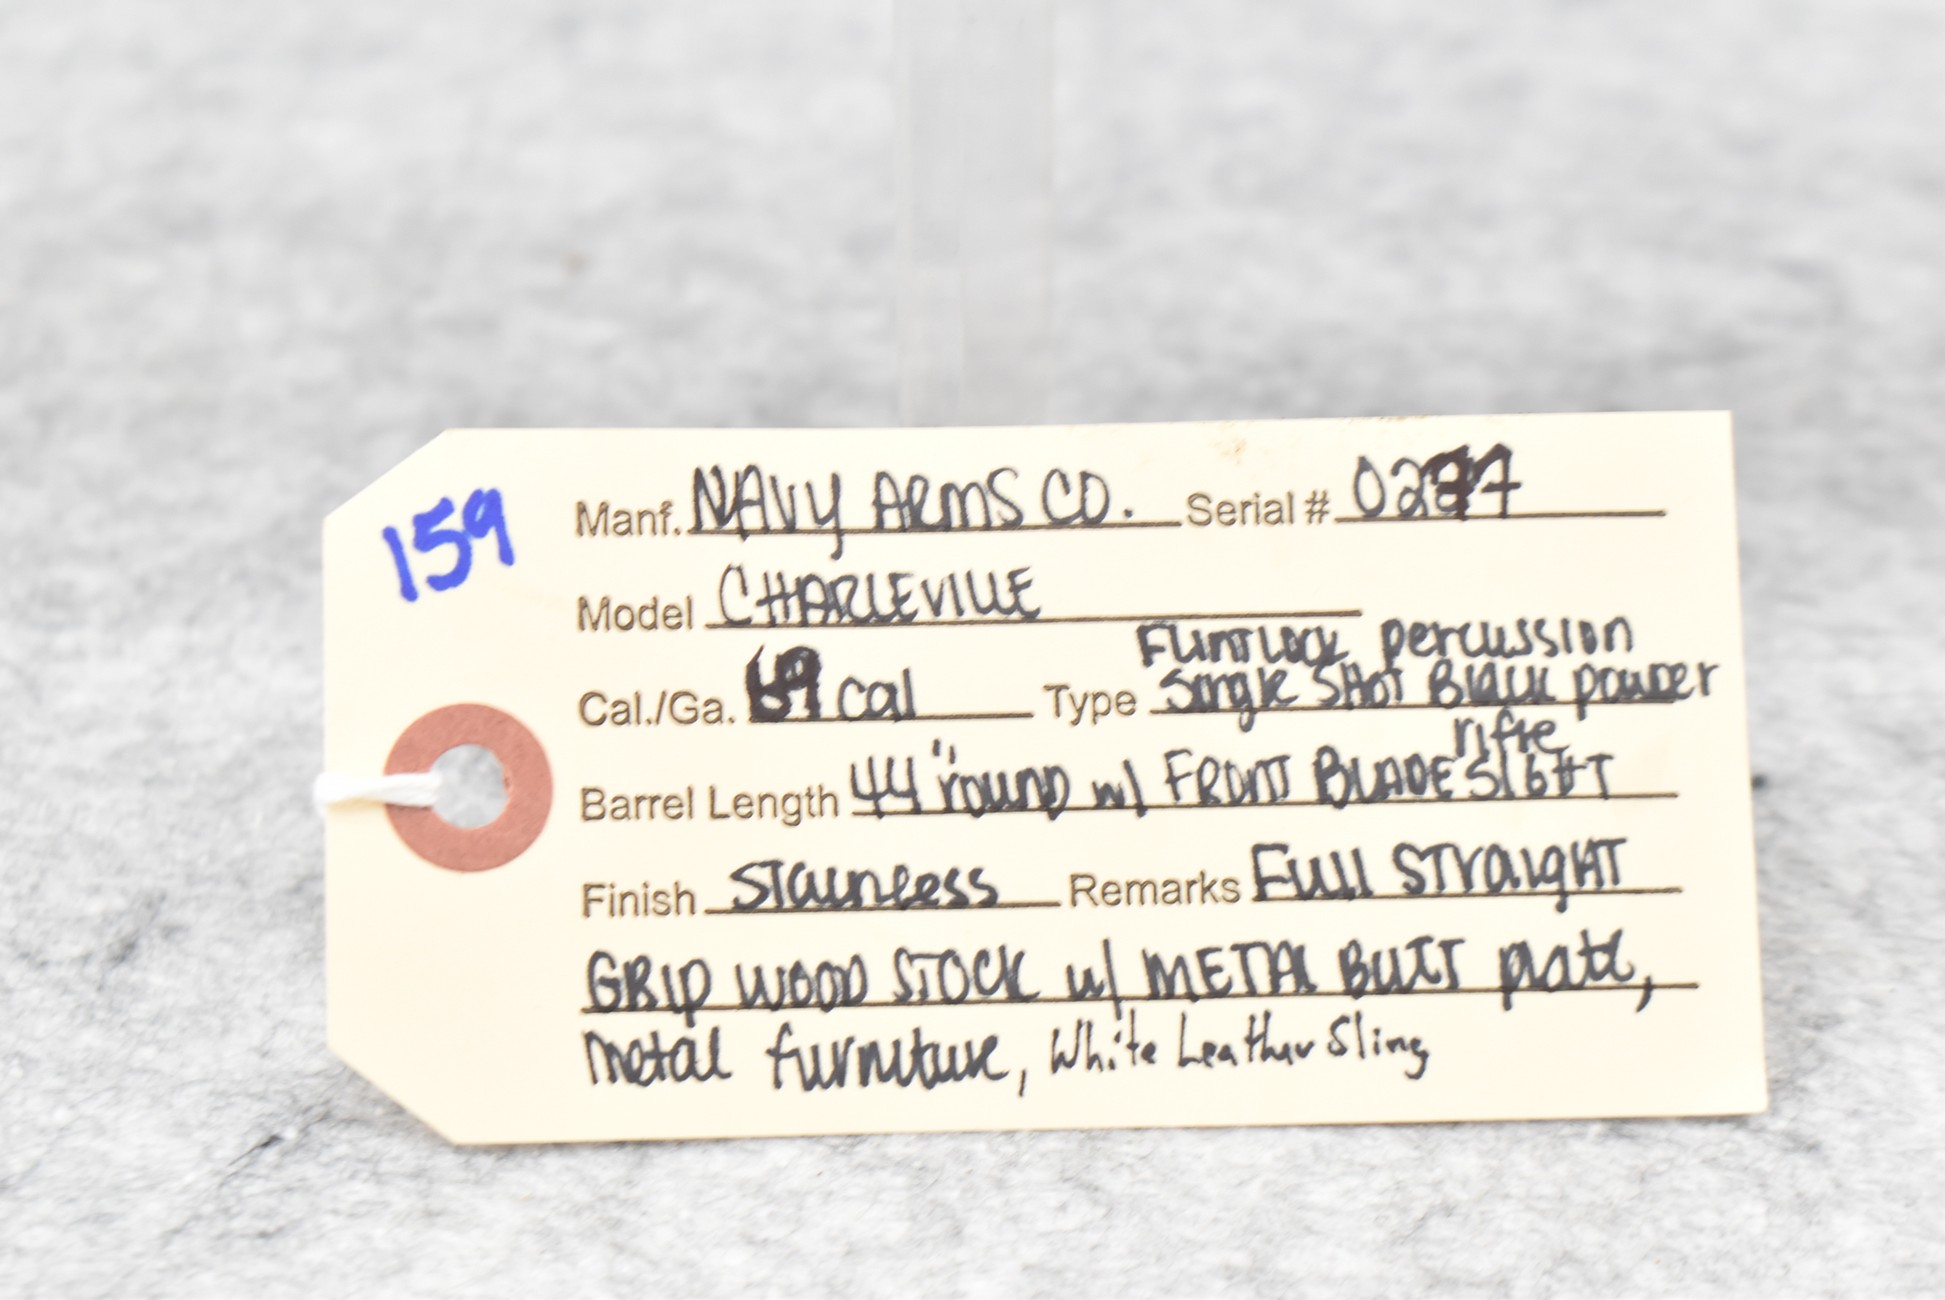 159
Manf. NAVY ARMS CO. Serial #
Model CHARLEVILLE
Flintlock percussion
Cal./Ga. 69 cal Type Single SHOT Black powder
rifle
Barrel Length 44" round w/ FRONT BLADE SIGHT
Finish Stainless Remarks Full STraighT
GRIP WOOD STOCK w/ METAL BUTT plate,
metal furniture, White Leather Sling